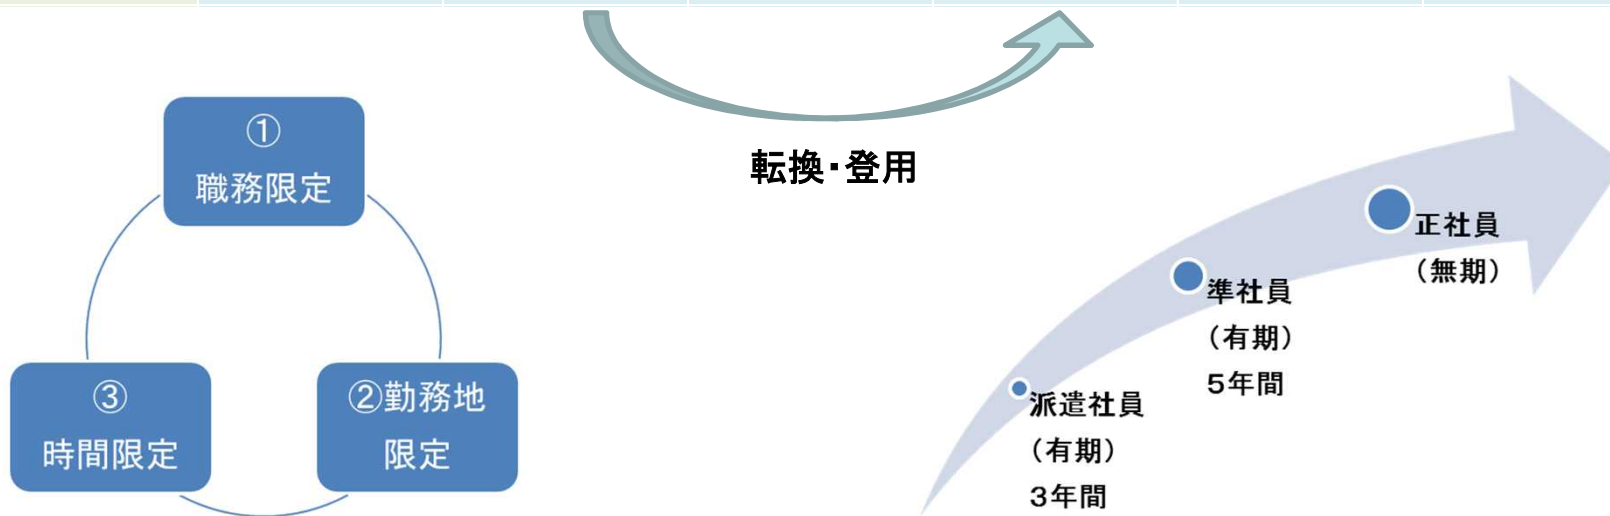 ①
職務限定
③
時間限定
②勤務地
限定
転換・登用
派遣社員
（有期）
3年間
準社員
（有期）
5年間
正社員
（無期）